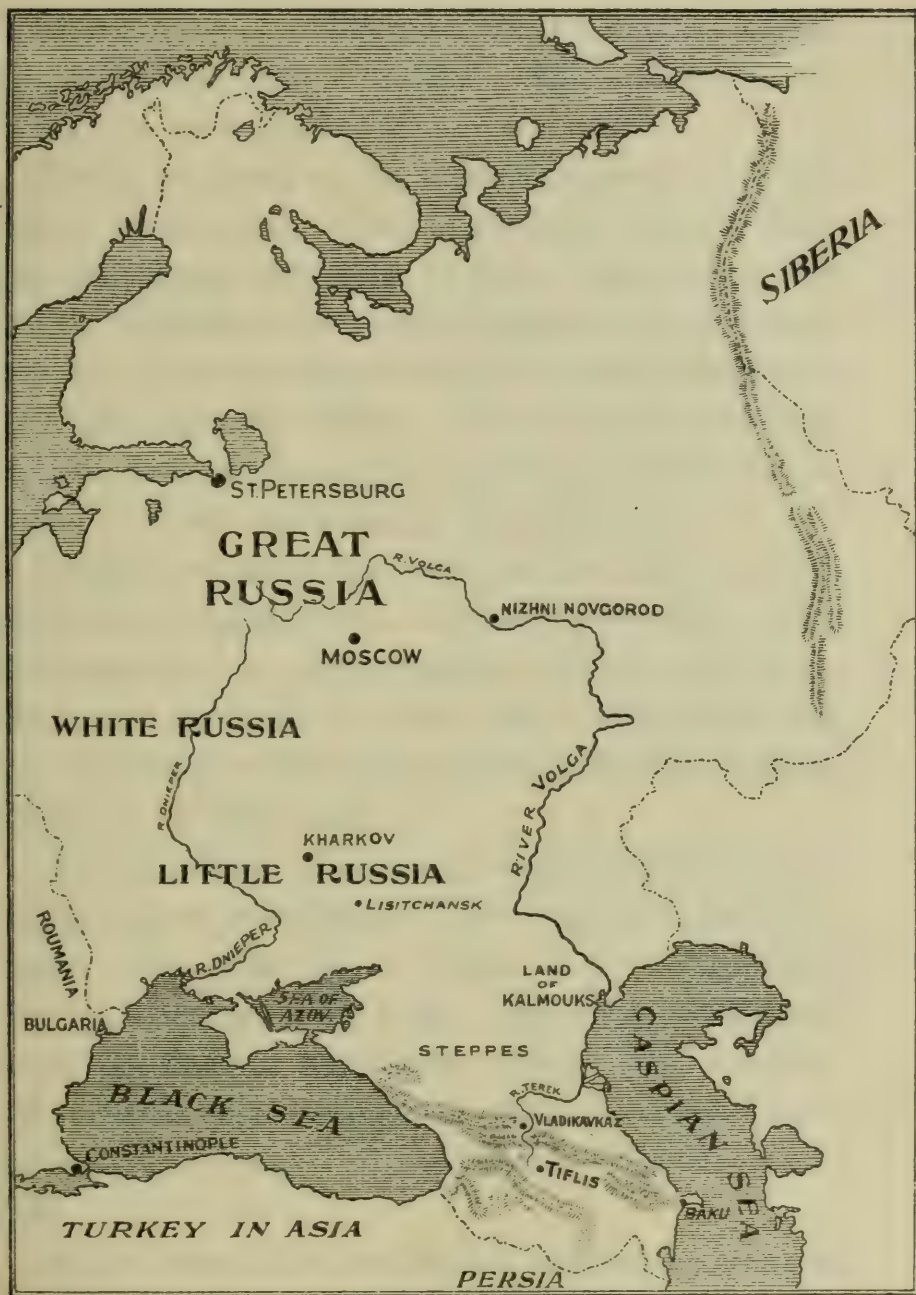 SIBERIA
ST. PETERSBURG
GREAT
RUSSIA
R. VOLGA
NIZHNI NOVGOROD
MOSCOW
WHITE RUSSIA
R. DNIEPER
RIVER VOLGA
KHARKOV
LITTLE RUSSIA
LISITCHANSK
ROUMANIA
R. DNIEPER
LAND
OF
KALMOUKS
SEA OF
AZOV
BULGARIA
STEPPES
CASPIAN SEA
BLACK SEA
R. TEREK
VLADIKAVKAZ
CONSTANTINOPLE
TIFLIS
BAKU
TURKEY IN ASIA
PERSIA